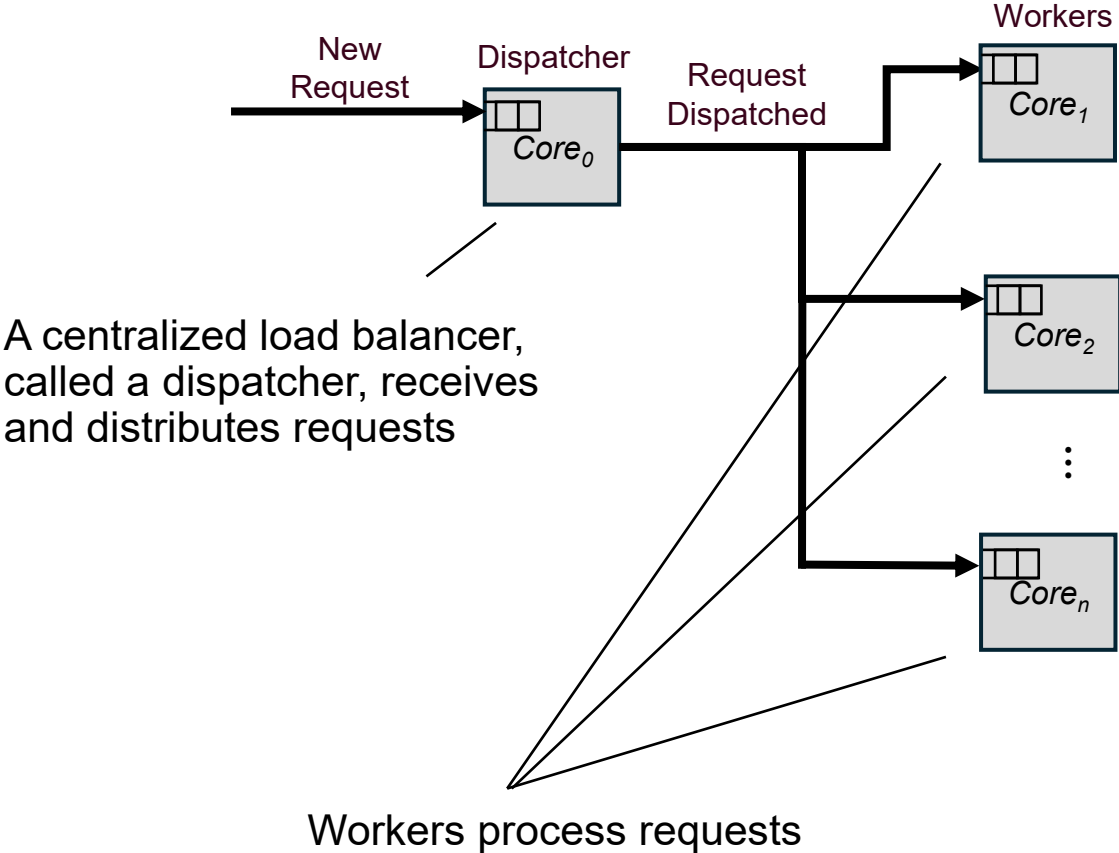 Workers
New
Request
Dispatcher
Request
Dispatched
Core₀
Core₁
A centralized load balancer,
called a dispatcher, receives
and distributes requests
Core₂
⋮
Coreₙ
Workers process requests